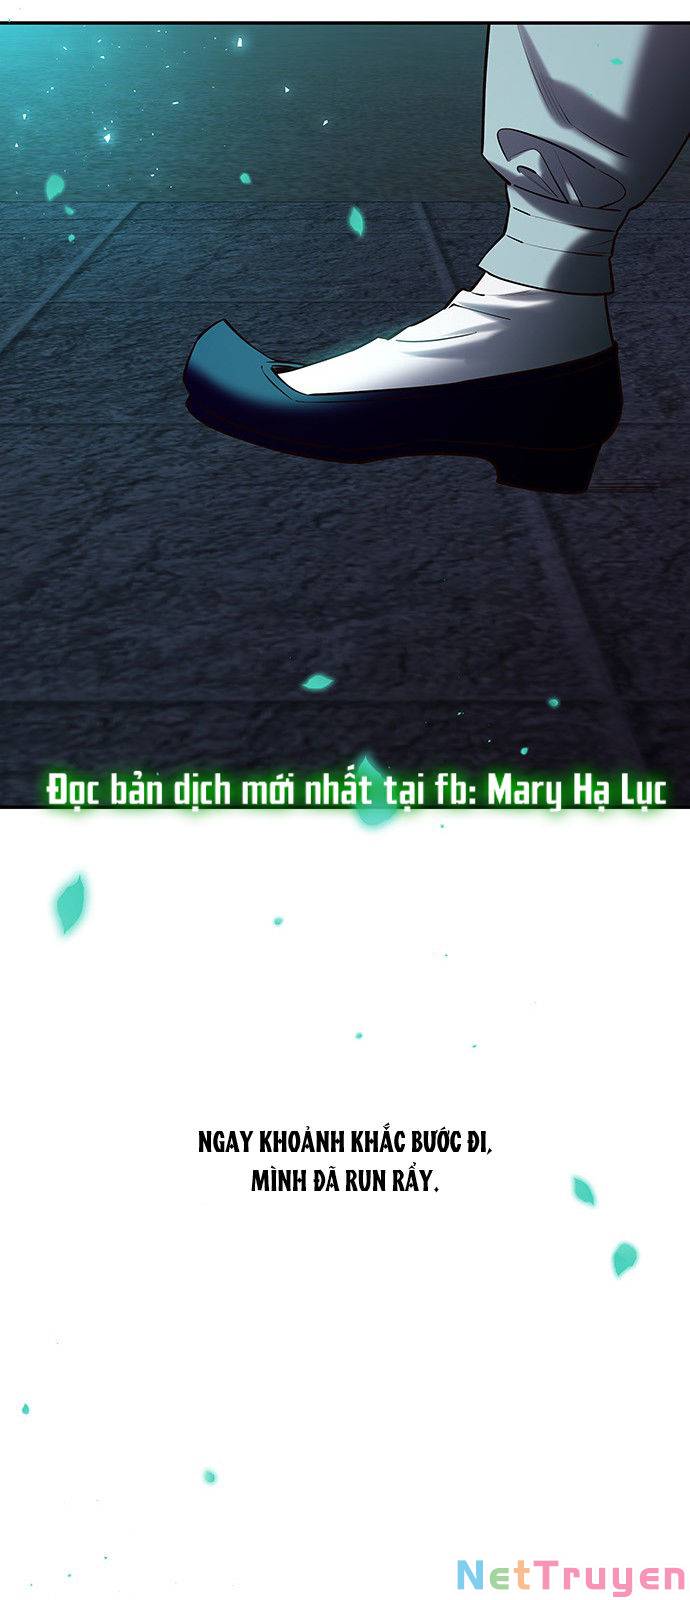 Đọc bản dịch mới nhất tại fb: Mary Hạ Lục
NGAY KHOẢNH KHẮC BƯỚC ĐI,
MÌNH ĐÃ RUN RẨY.
NetTruyen